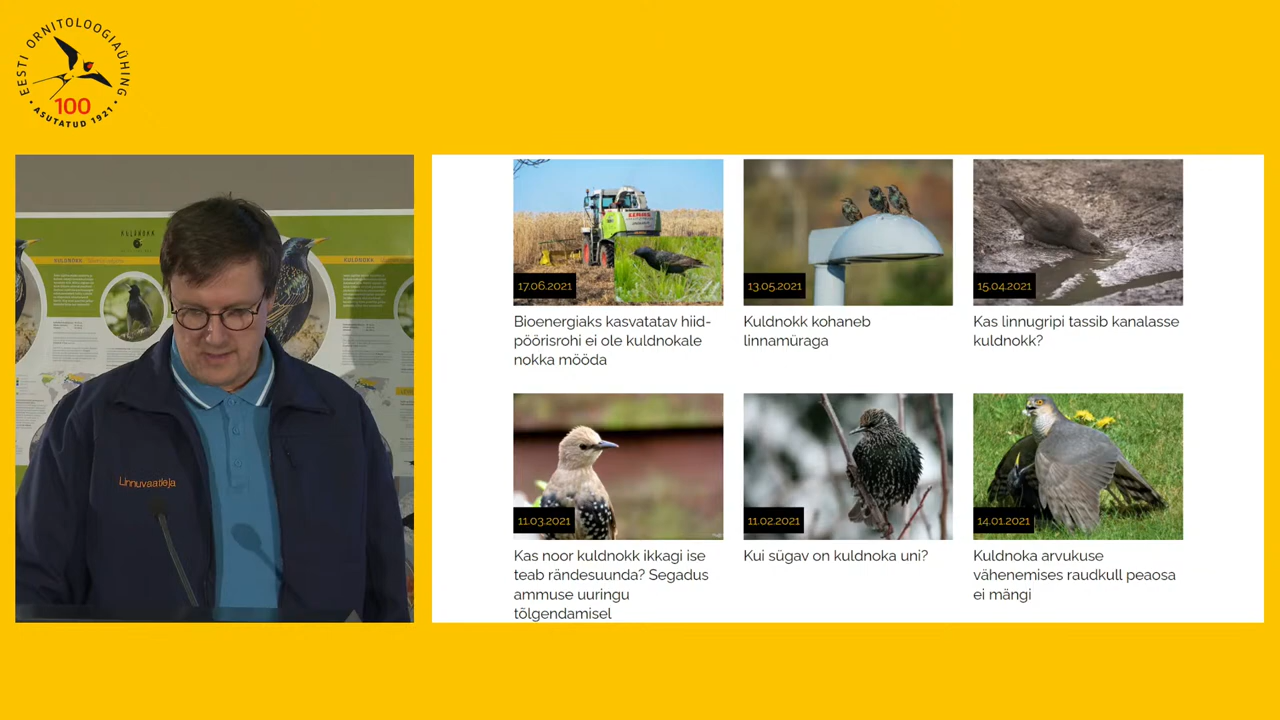 EESTI ORNITOLOOGIAÜHING
100
• ASUTATUD 1921 •
KULDNOKK
KULDNOKK
KULDNOKK
Linnuvaatleja
CLAAS
17.06.2021
Bioenergiaks kasvatatav hiid-
pöörisrohi ei ole kuldnokale
nokka mööda
13.05.2021
Kuldnokk kohaneb
linnamüraga
15.04.2021
Kas linnugripi tassib kanalasse
kuldnokk?
11.03.2021
Kas noor kuldnokk ikkagi ise
teab rändesuunda? Segadus
ammuse uuringu
tõlgendamisel
11.02.2021
Kui sügav on kuldnoka uni?
14.01.2021
Kuldnoka arvukuse
vähenemises raudkull peaosa
ei mängi